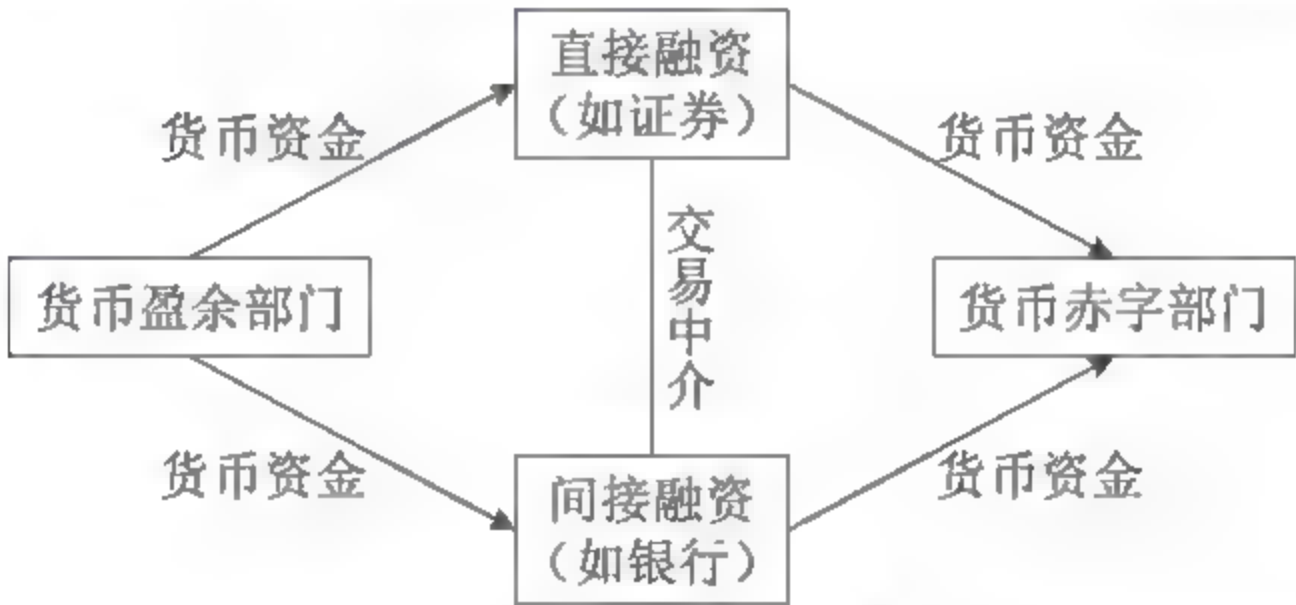 直接融资
（如证券）
货币资金
货币资金
交易中介
货币盈余部门
货币赤字部门
货币资金
货币资金
间接融资
（如银行）